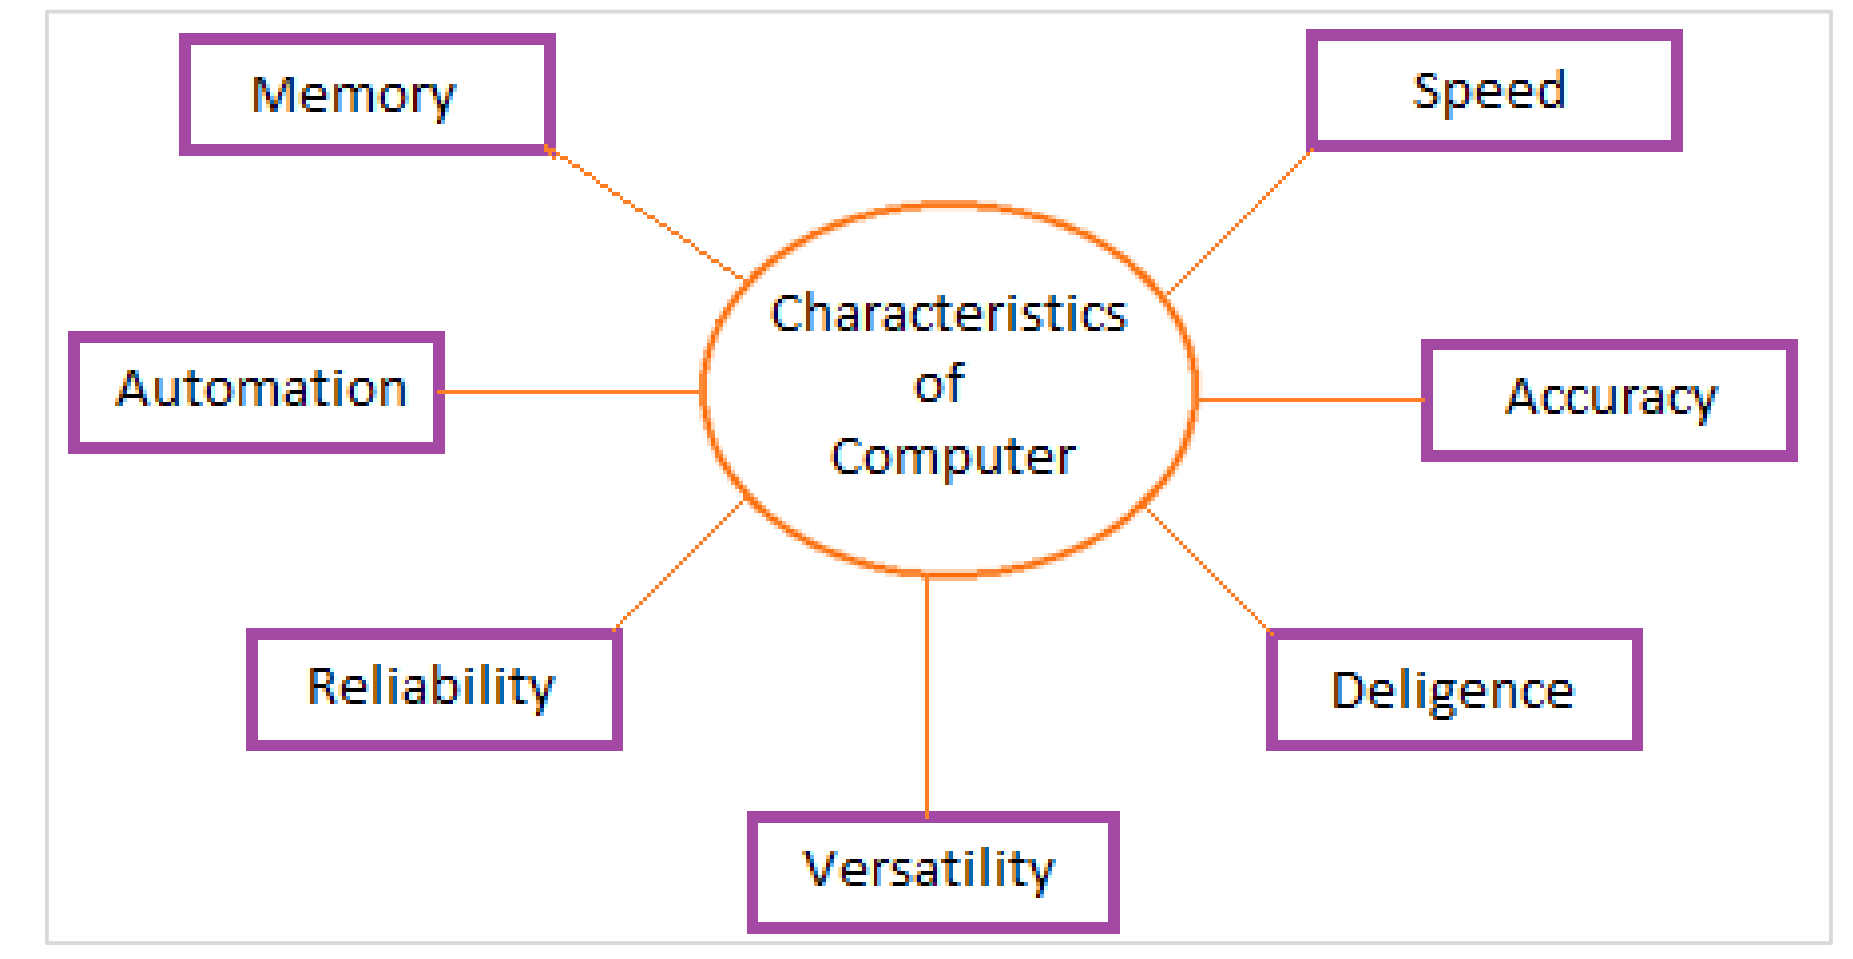 Memory
Speed
Characteristics
of
Computer
Automation
Accuracy
Reliability
Deligence
Versatility